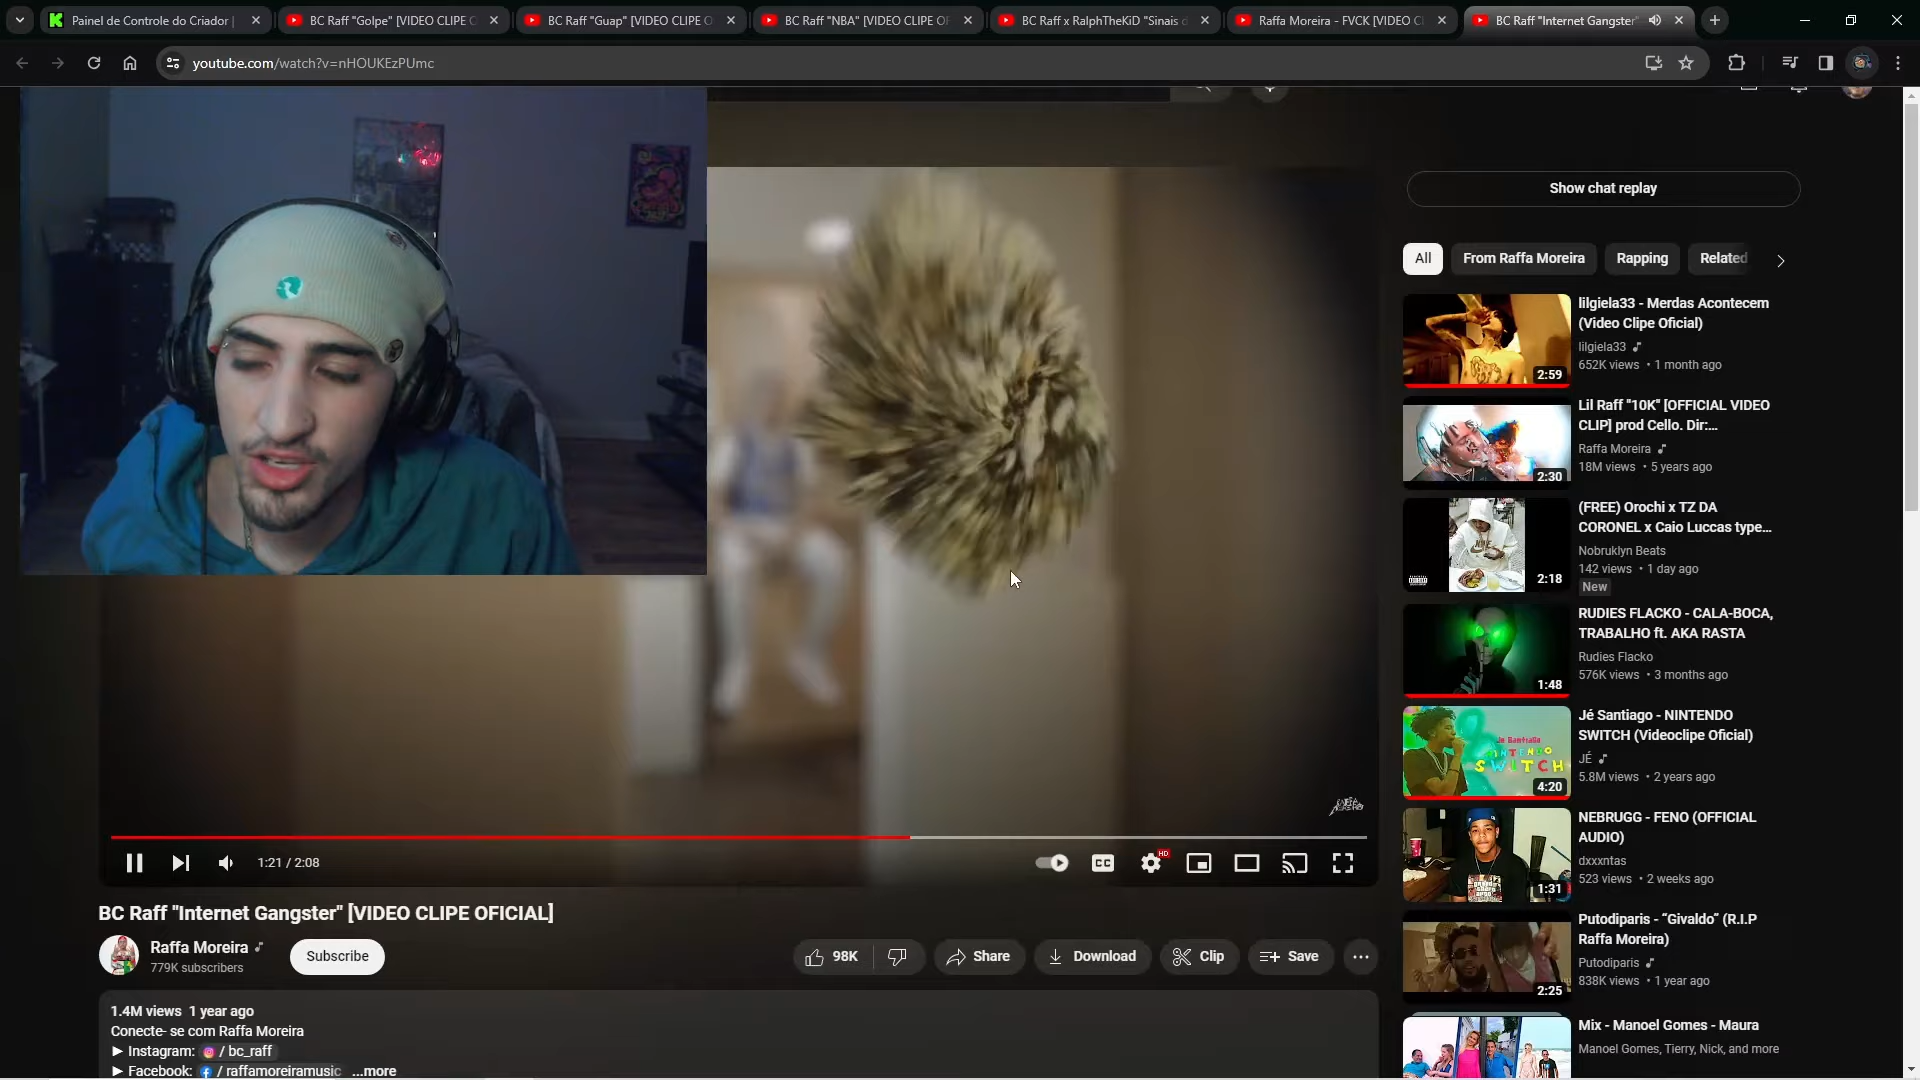 Painel de Controle do Criador |
BC Raff "Golpe" [VIDEO CLIPE O
BC Raff "Guap" [VIDEO CLIPE O
BC Raff "NBA" [VIDEO CLIPE OF
BC Raff x RalphTheKiD "Sinais d
Raffa Moreira - FVCK [VIDEO CL
BC Raff "Internet Gangster"
youtube.com/watch?v=nHOUKEzPUmc
Show chat replay
All
From Raffa Moreira
Rapping
Related
lilgiela33 - Merdas Acontecem
(Video Clipe Oficial)
lilgiela33
652K views • 1 month ago
2:59
Lil Raff "10K" [OFFICIAL VIDEO
CLIP] prod Cello. Dir:...
Raffa Moreira
18M views • 5 years ago
2:30
(FREE) Orochi x TZ DA
CORONEL x Caio Luccas type...
Nobruklyn Beats
142 views • 1 day ago
New
2:18
RUDIES FLACKO - CALA-BOCA,
TRABALHO ft. AKA RASTA
Rudies Flacko
576K views • 3 months ago
1:48
Jé Santiago - NINTENDO
SWITCH (Videoclipe Oficial)
JÉ
5.8M views • 2 years ago
Jé Santiago
NINTENDO
SWITCH
4:20
NEBRUGG - FENO (OFFICIAL
AUDIO)
dxxxntas
523 views • 2 weeks ago
1:31
Putodiparis - “Givaldo” (R.I.P
Raffa Moreira)
Putodiparis
838K views • 1 year ago
2:25
Mix - Manoel Gomes - Maura
Manoel Gomes, Tierry, Nick, and more
1:21 / 2:08
CC
HD
BC Raff "Internet Gangster" [VIDEO CLIPE OFICIAL]
Raffa Moreira
779K subscribers
Subscribe
98K
Share
Download
Clip
Save
1.4M views 1 year ago
Conecte- se com Raffa Moreira
► Instagram: / bc_raff
► Facebook: / raffamoreiramusic ...more